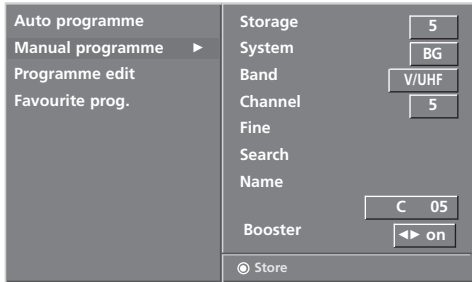 Auto programme
Manual programme ►
Programme edit
Favourite prog.
Storage 5
System BG
Band V/UHF
Channel 5
Fine
Search
Name
C 05
Booster ◄► on
Store